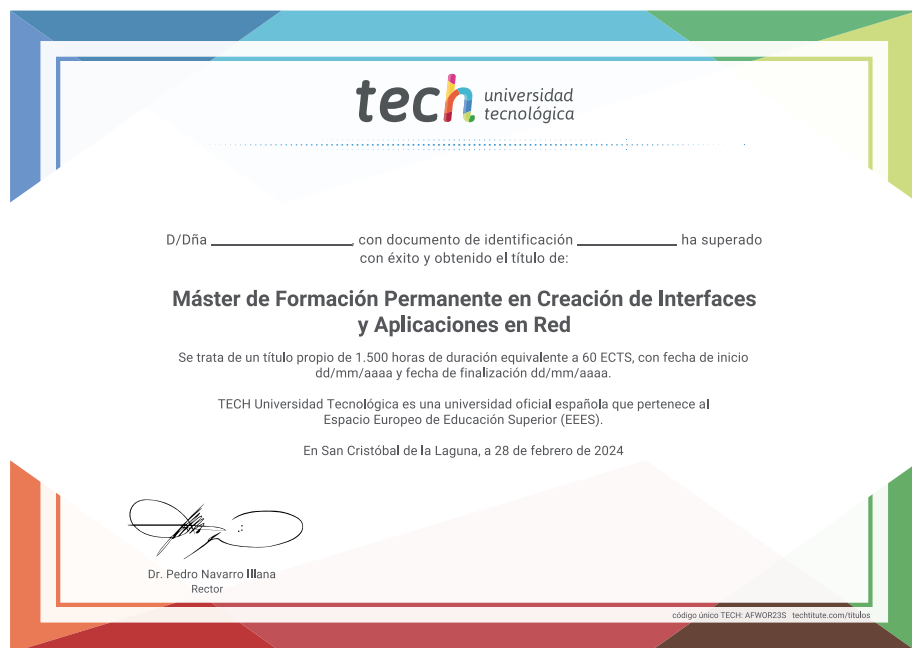 tech universidad
tecnológica
D/Dña ______________, con documento de identificación __________ ha superado
con éxito y obtenido el título de:
Máster de Formación Permanente en Creación de Interfaces
y Aplicaciones en Red
Se trata de un título propio de 1.500 horas de duración equivalente a 60 ECTS, con fecha de inicio
dd/mm/aaaa y fecha de finalización dd/mm/aaaa.
TECH Universidad Tecnológica es una universidad oficial española que pertenece al
Espacio Europeo de Educación Superior (EEES).
En San Cristóbal de la Laguna, a 28 de febrero de 2024
Dr. Pedro Navarro Illana
Rector
código único TECH: AFWOR23S techtitute.com/titulos